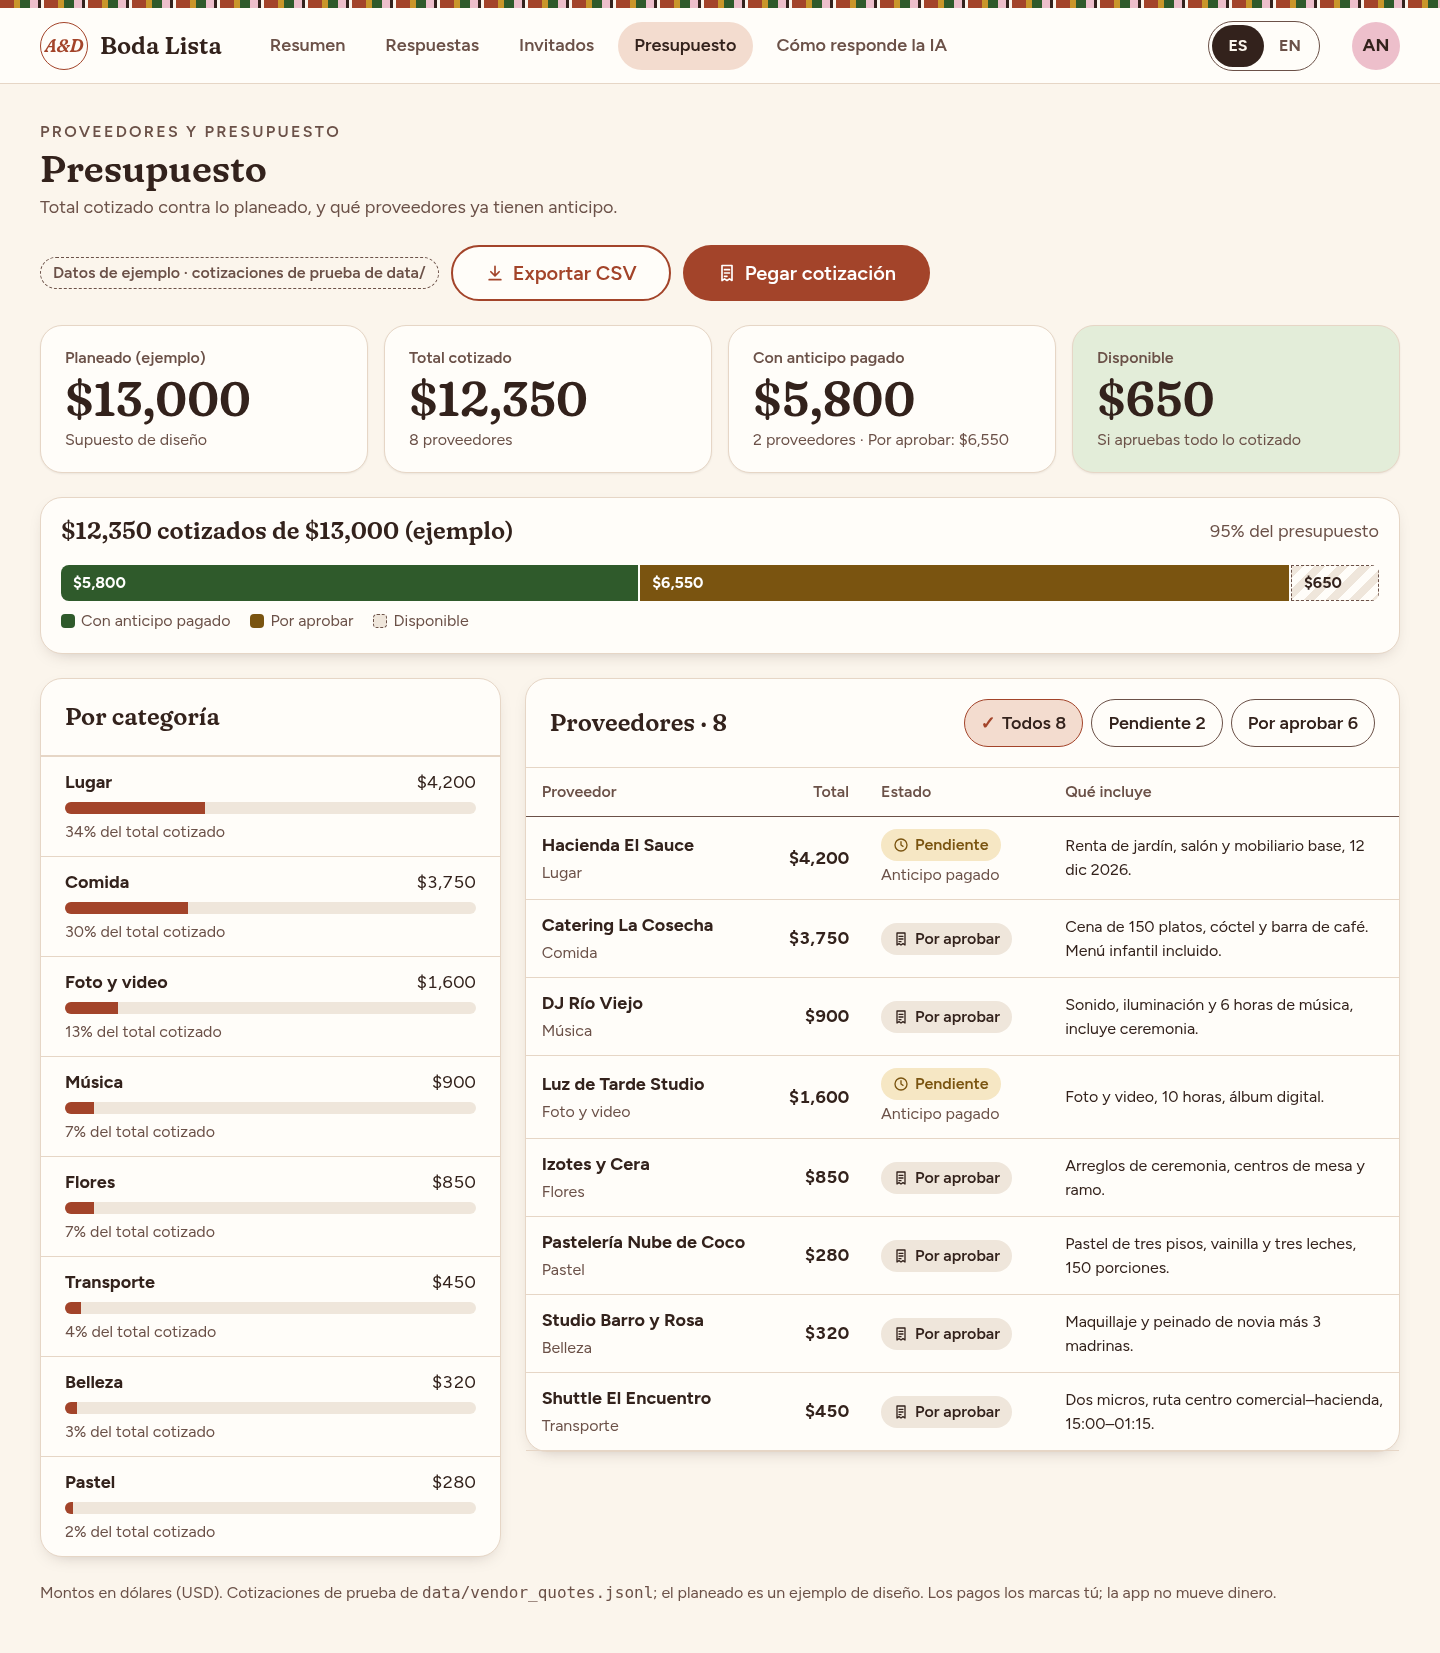 A&D Boda Lista Resumen Respuestas Invitados Presupuesto Cómo responde la IA ES EN AN
PROVEEDORES Y PRESUPUESTO
Presupuesto
Total cotizado contra lo planeado, y qué proveedores ya tienen anticipo.
Datos de ejemplo · cotizaciones de prueba de data/ Exportar CSV Pegar cotización
Planeado (ejemplo)
$13,000
Supuesto de diseño
Total cotizado
$12,350
8 proveedores
Con anticipo pagado
$5,800
2 proveedores · Por aprobar: $6,550
Disponible
$650
Si apruebas todo lo cotizado
$12,350 cotizados de $13,000 (ejemplo) 95% del presupuesto
$5,800 $6,550 $650
Con anticipo pagado Por aprobar Disponible
Por categoría
Lugar $4,200
34% del total cotizado
Comida $3,750
30% del total cotizado
Foto y video $1,600
13% del total cotizado
Música $900
7% del total cotizado
Flores $850
7% del total cotizado
Transporte $450
4% del total cotizado
Belleza $320
3% del total cotizado
Pastel $280
2% del total cotizado
Proveedores · 8 ✓ Todos 8 Pendiente 2 Por aprobar 6
Proveedor Total Estado Qué incluye
Hacienda El Sauce
Lugar
$4,200
Pendiente
Anticipo pagado
Renta de jardín, salón y mobiliario base, 12
dic 2026.
Catering La Cosecha
Comida
$3,750
Por aprobar
Cena de 150 platos, cóctel y barra de café.
Menú infantil incluido.
DJ Río Viejo
Música
$900
Por aprobar
Sonido, iluminación y 6 horas de música,
incluye ceremonia.
Luz de Tarde Studio
Foto y video
$1,600
Pendiente
Anticipo pagado
Foto y video, 10 horas, álbum digital.
Izotes y Cera
Flores
$850
Por aprobar
Arreglos de ceremonia, centros de mesa y
ramo.
Pastelería Nube de Coco
Pastel
$280
Por aprobar
Pastel de tres pisos, vainilla y tres leches,
150 porciones.
Studio Barro y Rosa
Belleza
$320
Por aprobar
Maquillaje y peinado de novia más 3
madrinas.
Shuttle El Encuentro
Transporte
$450
Por aprobar
Dos micros, ruta centro comercial–hacienda,
15:00–01:15.
Montos en dólares (USD). Cotizaciones de prueba de data/vendor_quotes.jsonl; el planeado es un ejemplo de diseño. Los pagos los marcas tú; la app no mueve dinero.